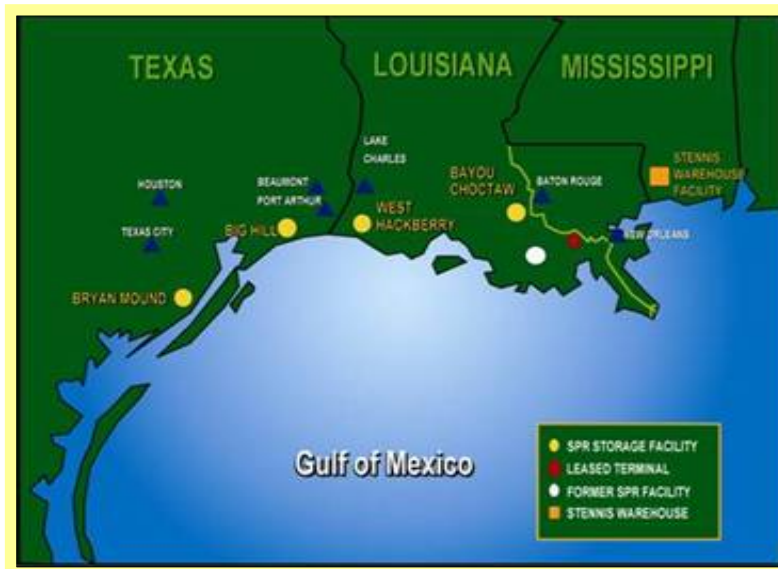 TEXAS
LOUISIANA
MISSISSIPPI
LAKE
CHARLES
STENNIS
WAREHOUSE
FACILITY
BAYOU
CHOCTAW
BATON ROUGE
HOUSTON
BEAUMONT
PORT ARTHUR
WEST
HACKBERRY
BIG HILL
TEXAS CITY
NEW ORLEANS
BRYAN MOUND
Gulf of Mexico
SPR STORAGE FACILITY
LEASED TERMINAL
FORMER SPR FACILITY
STENNIS WAREHOUSE